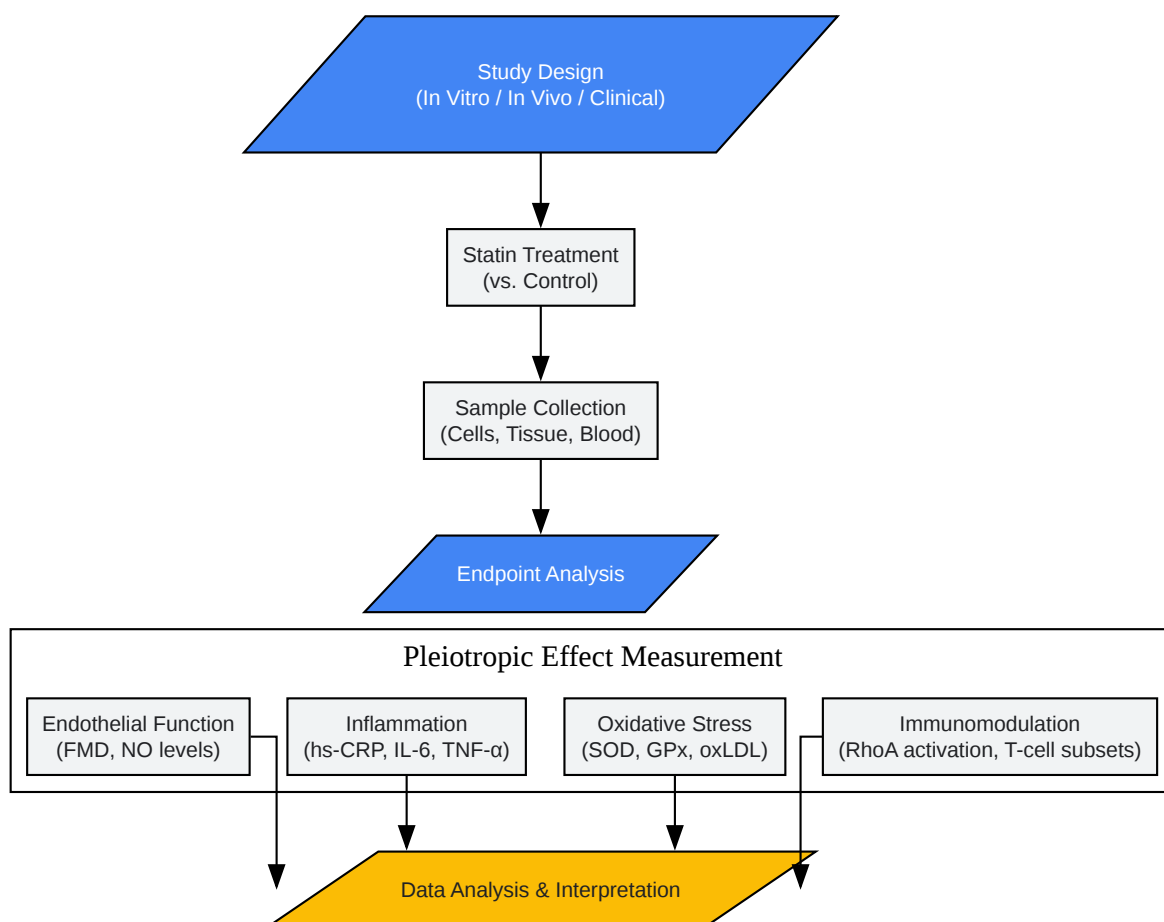 Study Design
(In Vitro / In Vivo / Clinical)
Statin Treatment
(vs. Control)
Sample Collection
(Cells, Tissue, Blood)
Endpoint Analysis
Pleiotropic Effect Measurement
Endothelial Function
(FMD, NO levels)
Inflammation
(hs-CRP, IL-6, TNF-α)
Oxidative Stress
(SOD, GPx, oxLDL)
Immunomodulation
(RhoA activation, T-cell subsets)
Data Analysis & Interpretation